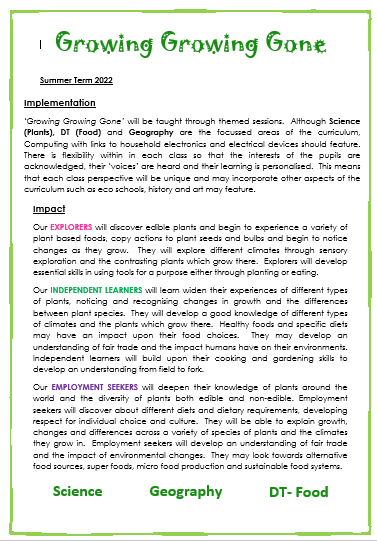 Growing Growing Gone
Summer Term 2022
Implementation
‘Growing Growing Gone’ will be taught through themed sessions. Although Science
(Plants), DT (Food) and Geography are the focussed areas of the curriculum,
Computing with links to household electronics and electrical devices should feature.
There is flexibility within in each class so that the interests of the pupils are
acknowledged, their ‘voices’ are heard and their learning is personalised. This means
that each class perspective will be unique and may incorporate other aspects of the
curriculum such as eco schools, history and art may feature.
Impact
Our EXPLORERS will discover edible plants and begin to experience a variety of
plant based foods, copy actions to plant seeds and bulbs and begin to notice
changes as they grow. They will explore different climates through sensory
exploration and the contrasting plants which grow there. Explorers will develop
essential skills in using tools for a purpose either through planting or eating.
Our INDEPENDENT LEARNERS will learn widen their experiences of different types
of plants, noticing and recognising changes in growth and the differences
between plant species. They will develop a good knowledge of different types
of climates and the plants which grow there. Healthy foods and specific diets
may have an impact upon their food choices. They may develop an
understanding of fair trade and the impact humans have on their environments.
Independent learners will build upon their cooking and gardening skills to
develop an understanding from field to fork.
Our EMPLOYMENT SEEKERS will deepen their knowledge of plants around the
world and the diversity of plants both edible and non-edible. Employment
seekers will discover about different diets and dietary requirements, developing
respect for individual choice and culture. They will be able to explain growth,
changes and differences across a variety of species of plants and the climates
they grow in. Employment seekers will develop an understanding of fair trade
and the impact of environmental changes. They may look towards alternative
food sources, super foods, micro food production and sustainable food systems.
Science Geography DT- Food